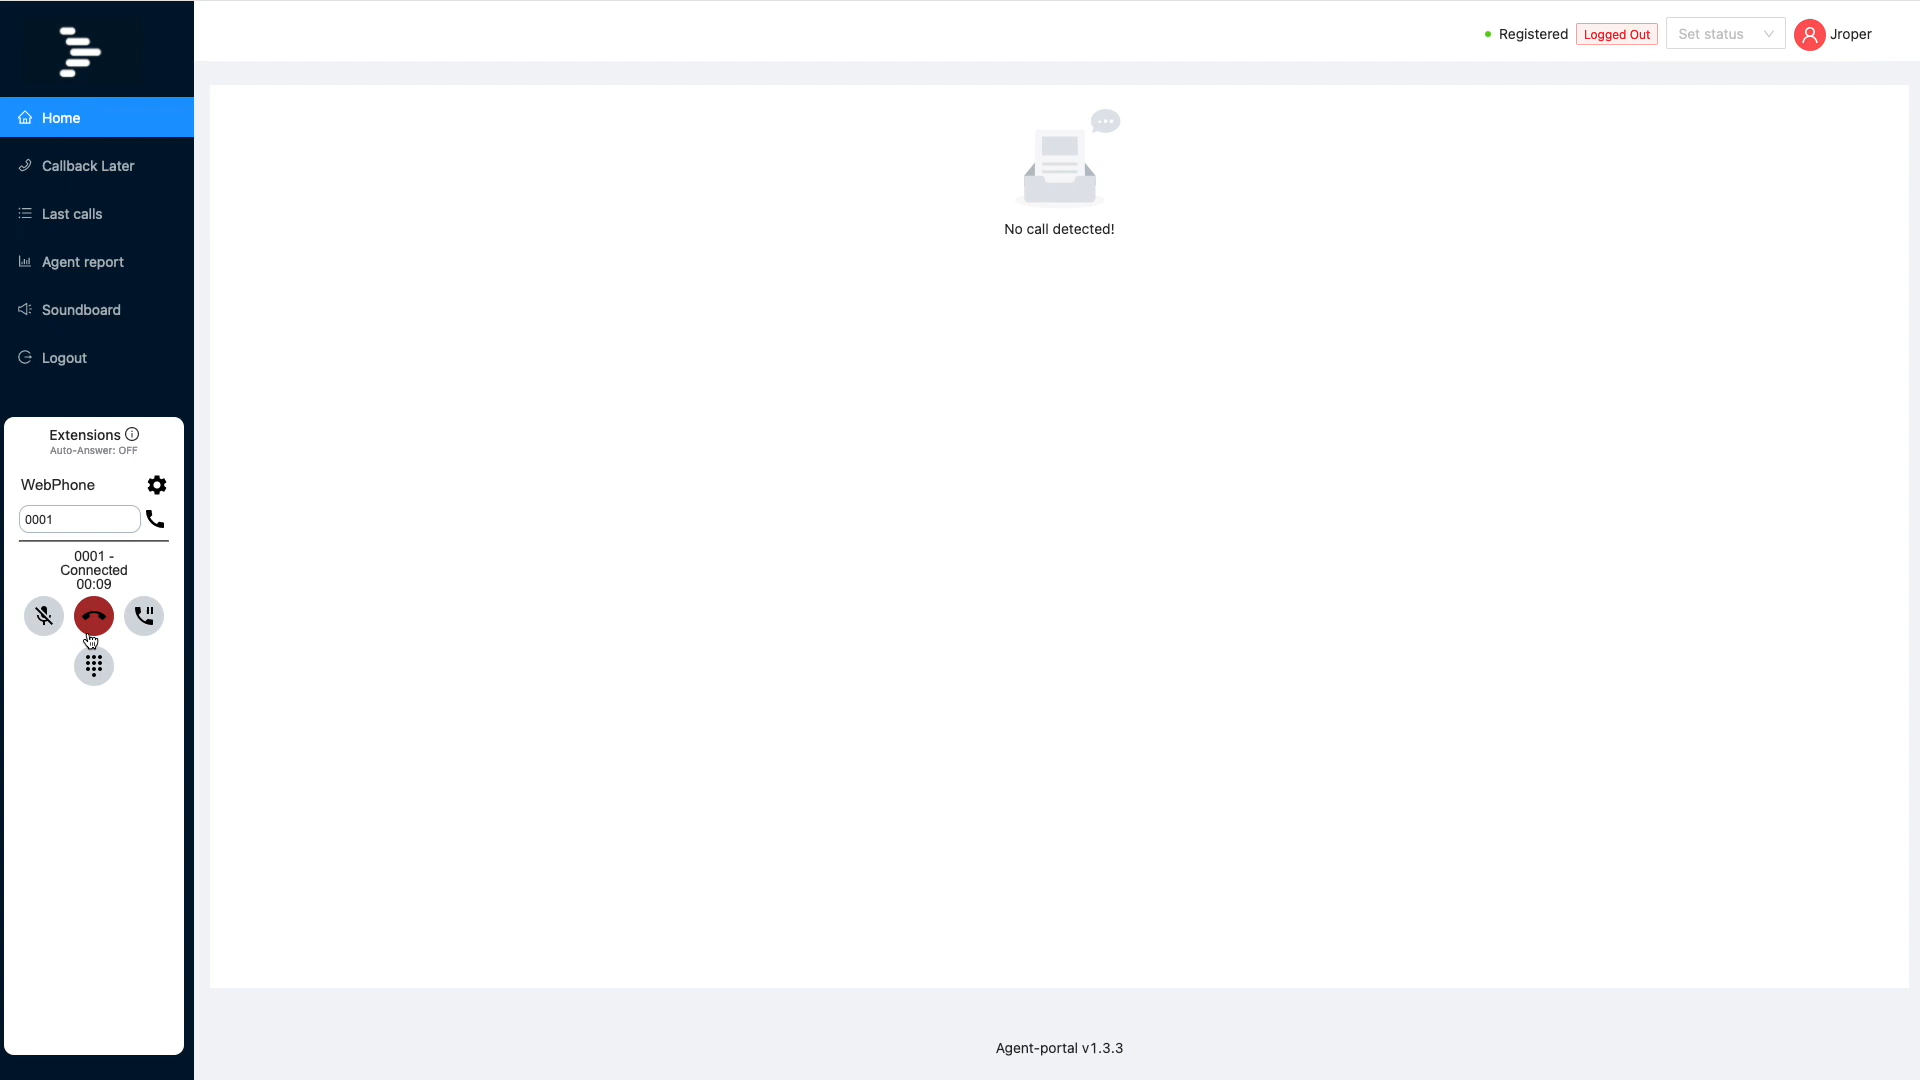 Registered
Logged Out
Set status
Jroper
Home
Callback Later
Last calls
Agent report
Soundboard
Logout
Extensions
Auto-Answer: OFF
WebPhone
0001
0001 -
Connected
00:09
No call detected!
Agent-portal v1.3.3